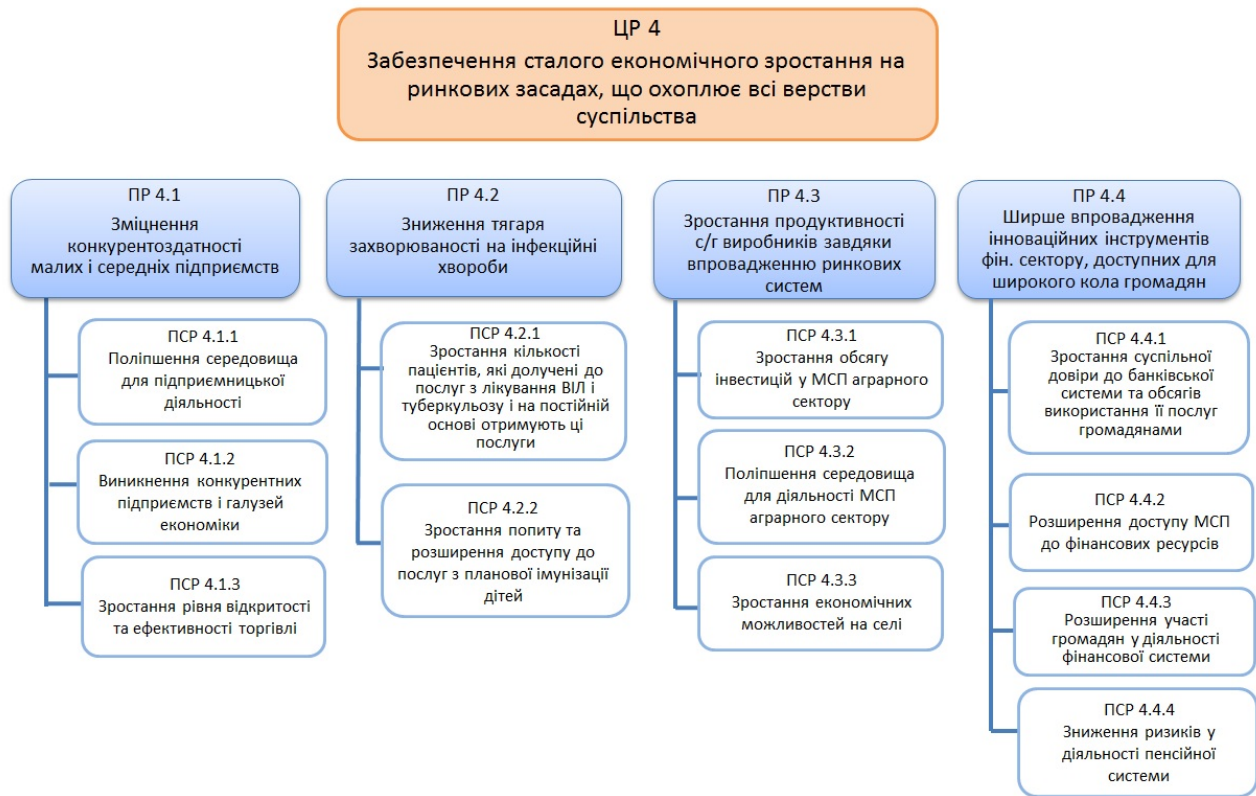 ЦР 4
Забезпечення сталого економічного зростання на
ринкових засадах, що охоплює всі верстви
суспільства
ПР 4.1
Зміцнення
конкурентоздатності
малих і середніх підприємств
ПСР 4.1.1
Поліпшення середовища
для підприємницької
діяльності
ПСР 4.1.2
Виникнення конкурентних
підприємств і галузей
економіки
ПСР 4.1.3
Зростання рівня відкритості
та ефективності торгівлі
ПР 4.2
Зниження тягаря
захворюваності на інфекційні
хвороби
ПСР 4.2.1
Зростання кількості
пацієнтів, які долучені до
послуг з лікування ВІЛ і
туберкульозу і на постійній
основі отримують ці
послуги
ПСР 4.2.2
Зростання попиту та
розширення доступу до
послуг з планової імунізації
дітей
ПР 4.3
Зростання продуктивності
с/г виробників завдяки
впровадженню ринкових
систем
ПСР 4.3.1
Зростання обсягу
інвестицій у МСП аграрного
сектору
ПСР 4.3.2
Поліпшення середовища
для діяльності МСП
аграрного сектору
ПСР 4.3.3
Зростання економічних
можливостей на селі
ПР 4.4
Ширше впровадження
інноваційних інструментів
фін. сектору, доступних для
широкого кола громадян
ПСР 4.4.1
Зростання суспільної
довіри до банківської
системи та обсягів
використання її послуг
громадянами
ПСР 4.4.2
Розширення доступу МСП
до фінансових ресурсів
ПСР 4.4.3
Розширення участі
громадян у діяльності
фінансової системи
ПСР 4.4.4
Зниження ризиків у
діяльності пенсійної
системи